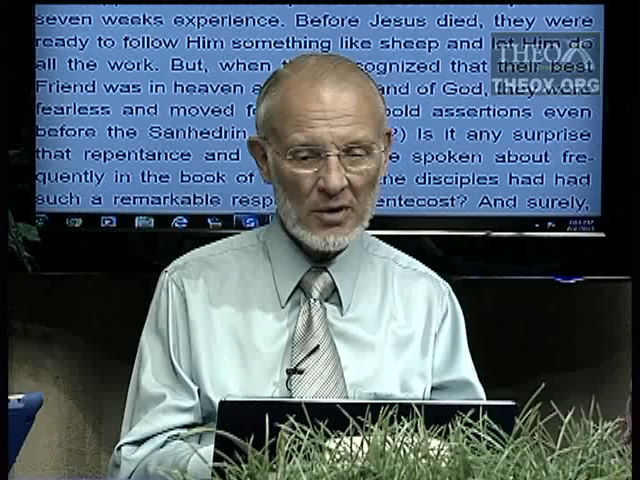 seven weeks experience. Before Jesus died, they were
ready to follow Him something like sheep and let Him do
all the work. But, when they recognized that their best
Friend was in heaven a and of God, they were
fearless and moved f bold assertions even
before the Sanhedrin ?) Is it any surprise
that repentance and e spoken about fre-
quently in the book of he disciples had had
such a remarkable resp entecost? And surely,
THEOX
THEOV.ORG